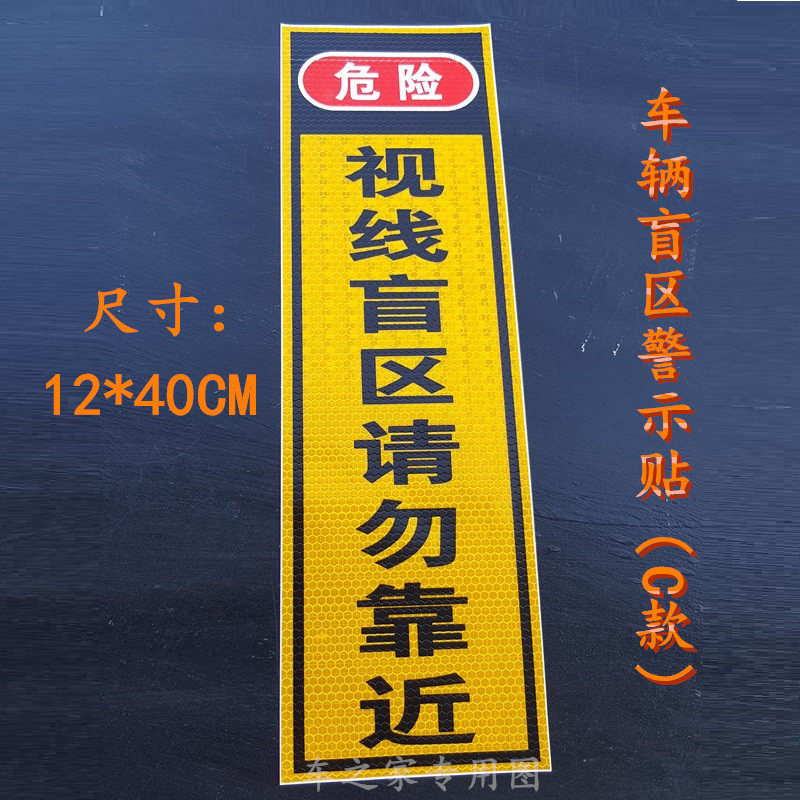 危险
视线盲区请勿靠近
尺寸：
12*40CM
车辆盲区警示贴（C款）
车之家专用图